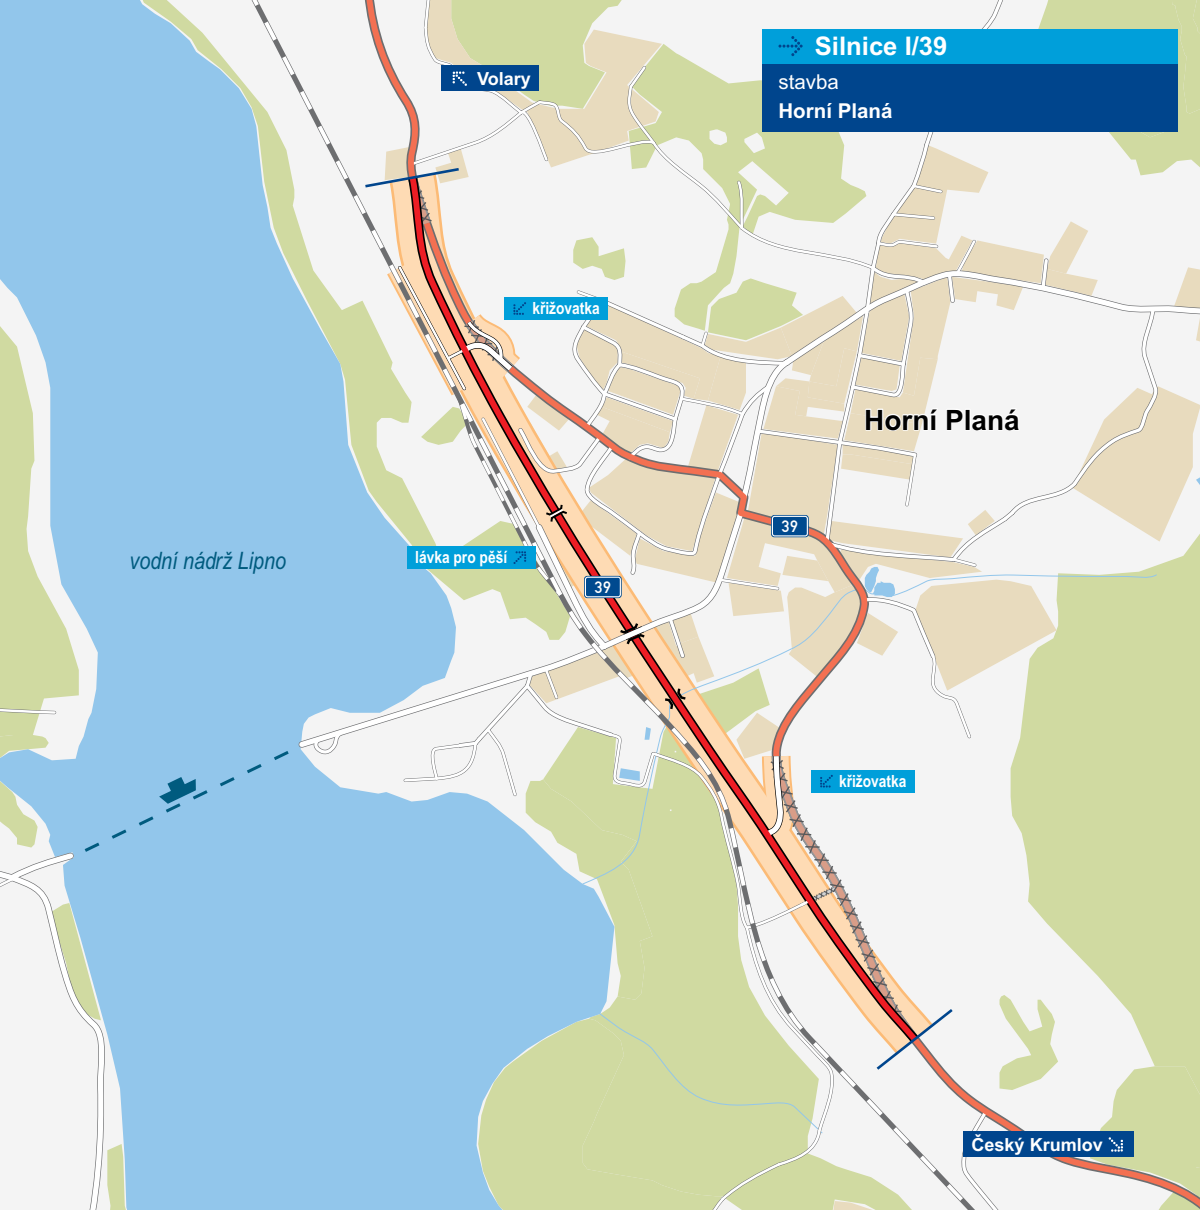 Silnice I/39
stavba
Horní Planá
Volary
křižovatka
Horní Planá
39
vodní nádrž Lipno
lávka pro pěší
39
křižovatka
Český Krumlov